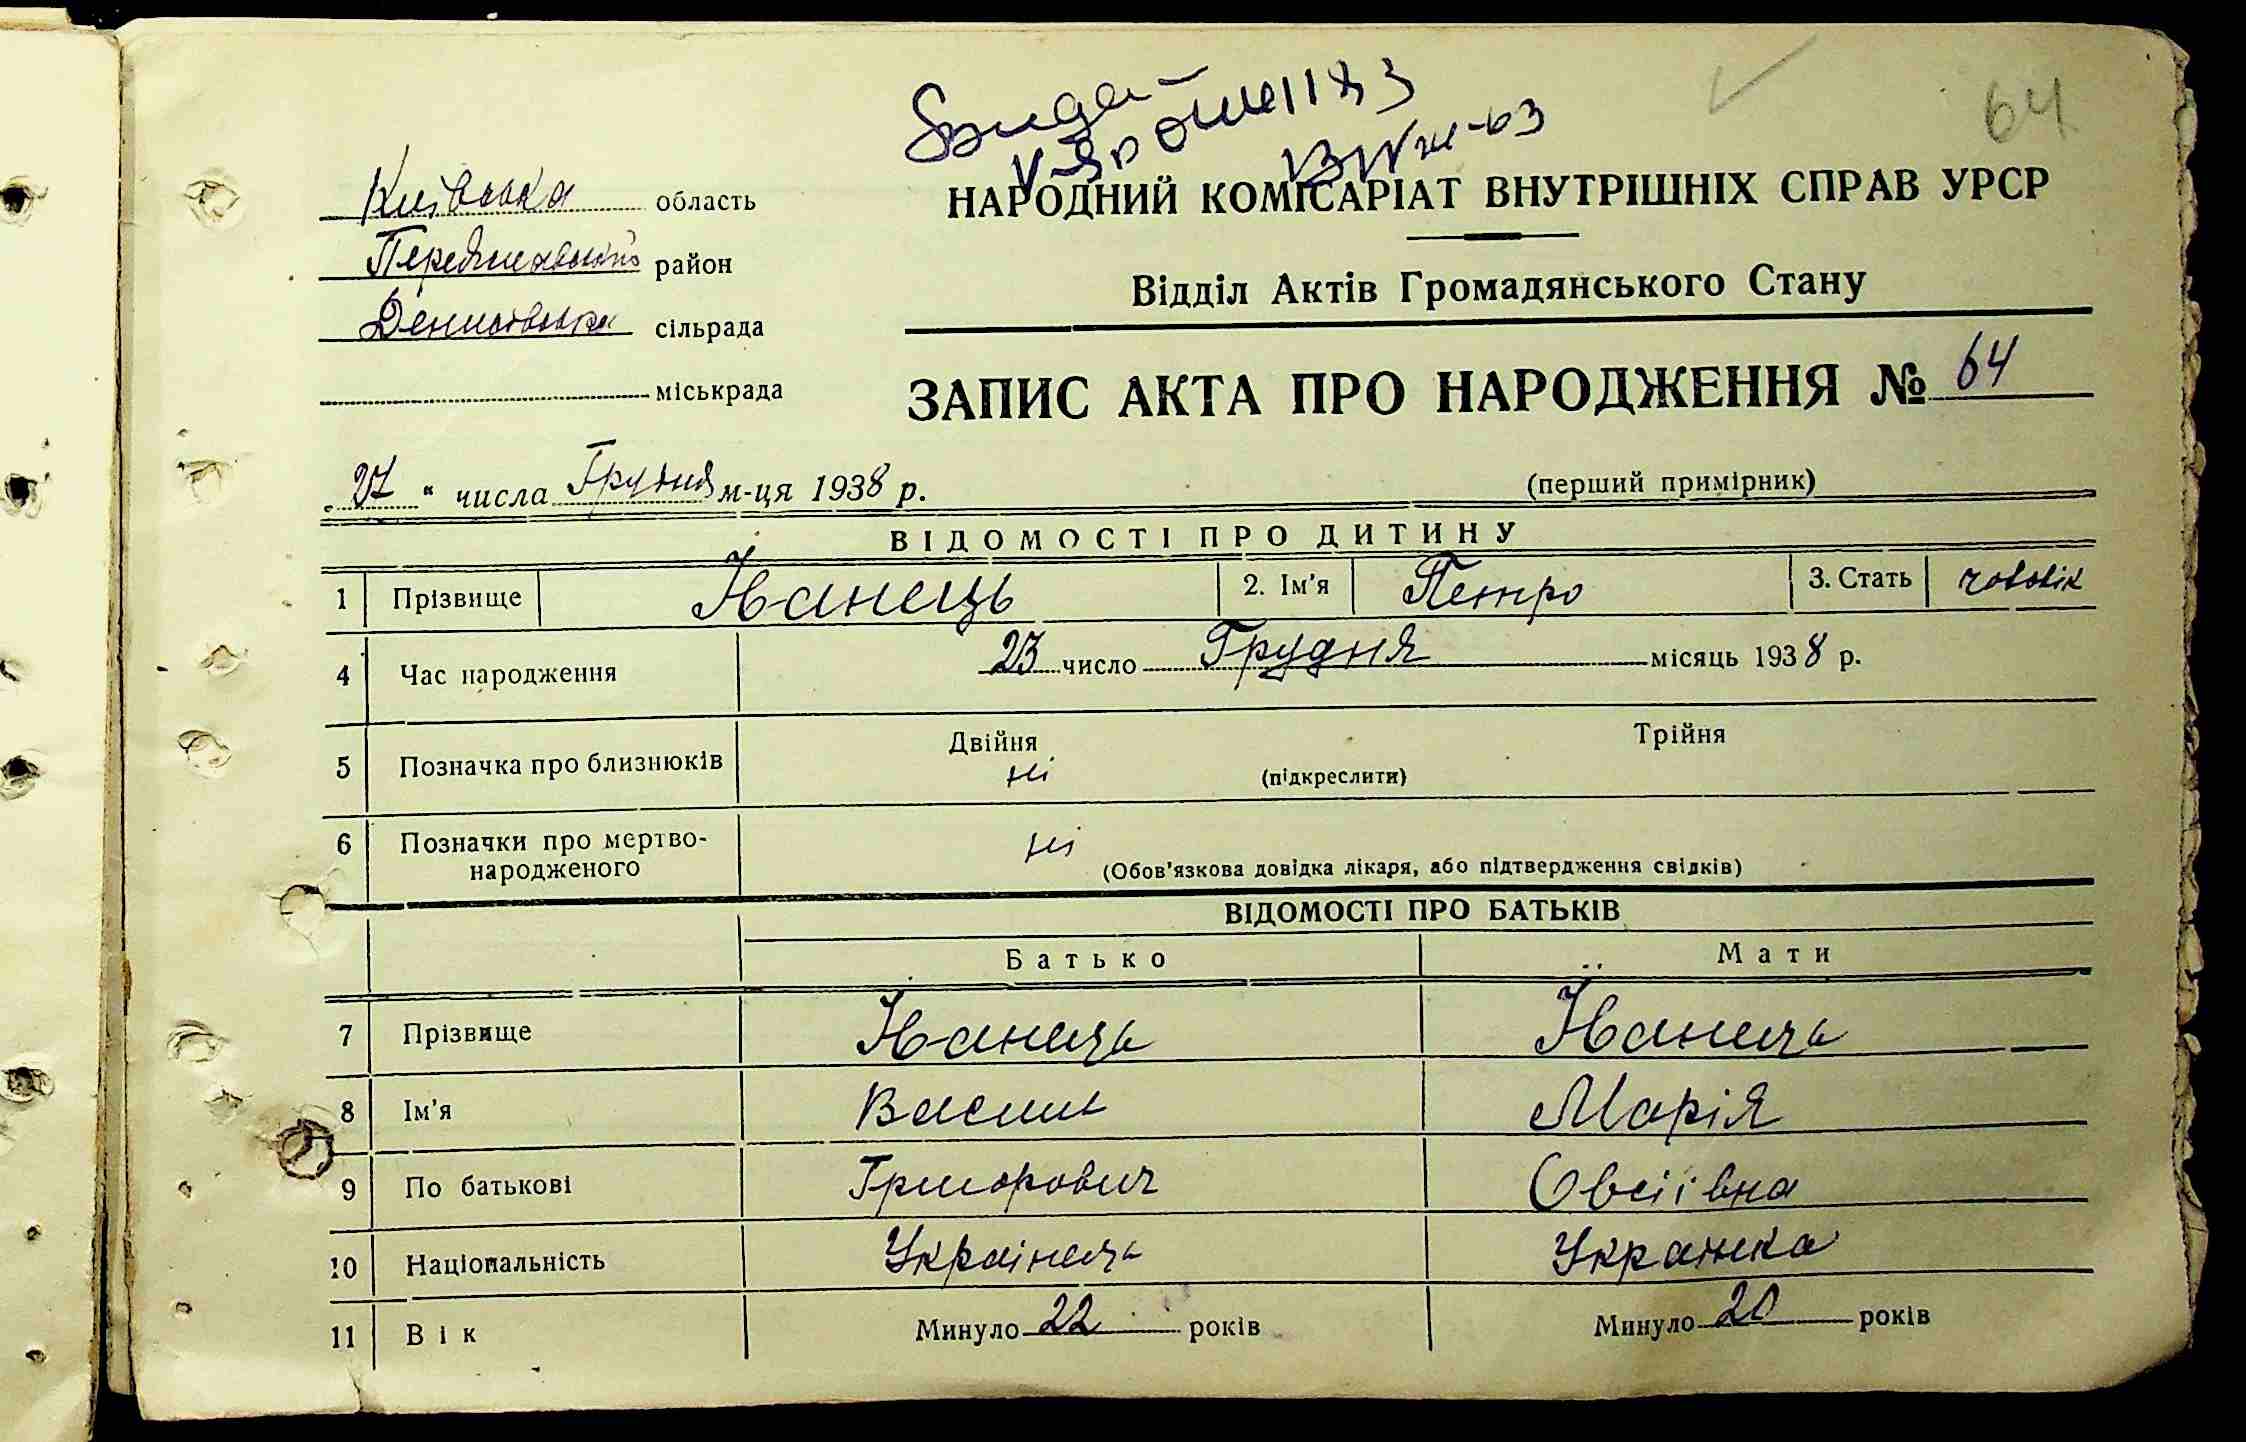 64
Київська область
НАРОДНИЙ КОМІСАРІАТ ВНУТРІШНІХ СПРАВ УРСР
район
Відділ Актів Громадянського Стану
Денисівська сільрада
міськрада
ЗАПИС АКТА ПРО НАРОДЖЕННЯ № 64
„27“ числа Грудня м-ця 1938 р.
(перший примірник)
ВІДОМОСТІ ПРО ДИТИНУ
1 Прізвище Іванець 2. Ім'я Петро 3. Стать чоловік
4 Час народження 23 число Грудня місяць 1938 р.
5 Позначка про близнюків Двійня ні (підкреслити) Трійня
6 Позначки про мертво-
народженого ні (Обов'язкова довідка лікаря, або підтвердження свідків)
ВІДОМОСТІ ПРО БАТЬКІВ
Батько Мати
7 Прізвище Іванець Іванець
8 Ім'я Василь Марія
9 По батькові Григорович Овсіївна
10 Національність Українець Українка
11 Вік Минуло 22 років Минуло 20 років